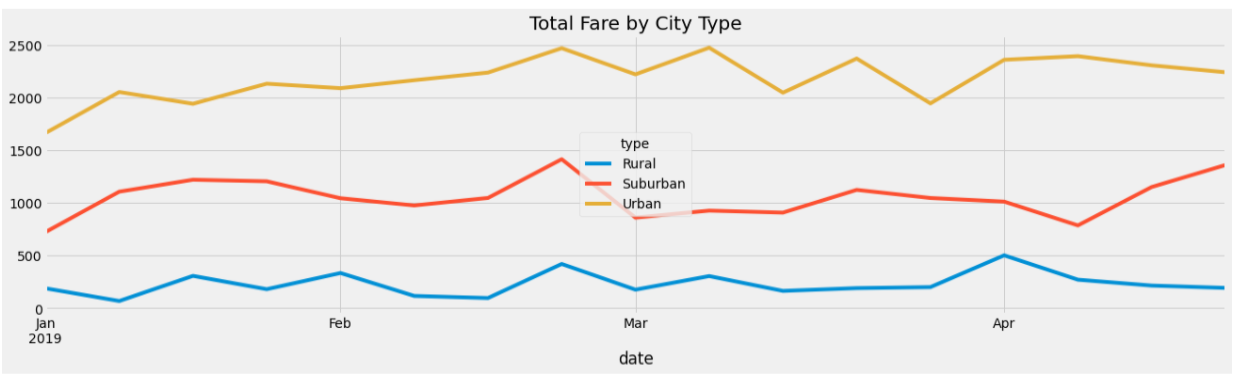 Total Fare by City Type
2500
2000
1500
1000
500
0
type
Rural
Suburban
Urban
Jan
2019
Feb
Mar
Apr
date